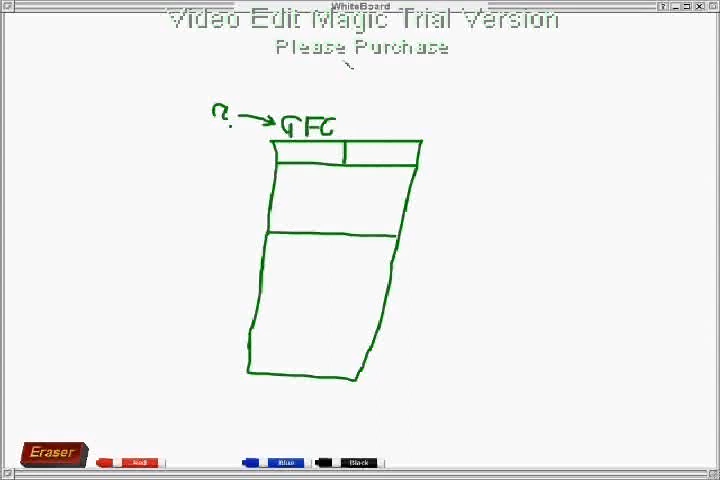 WhiteBoard
Video Edit Magic Trial Version
Please Purchase
? → GFC
Eraser
Red
Blue
Black